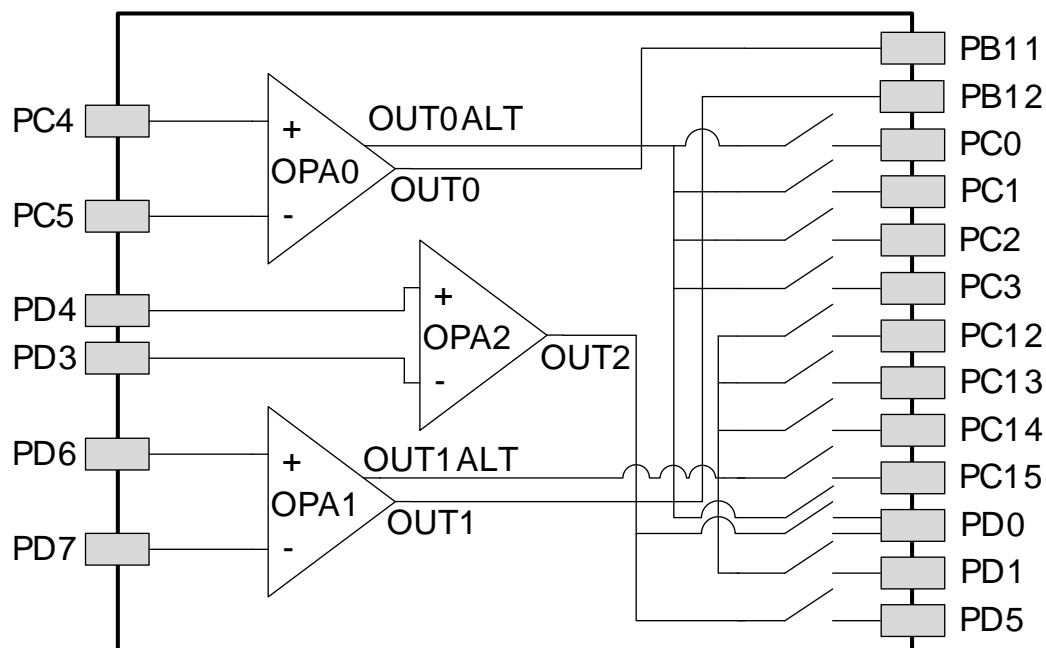 PC4
PC5
PD4
PD3
PD6
PD7
+
OPA0
-
OUT0ALT
OUT0
+
OPA2
-
OUT2
+
OPA1
-
OUT1ALT
OUT1
PB11
PB12
PC0
PC1
PC2
PC3
PC12
PC13
PC14
PC15
PD0
PD1
PD5